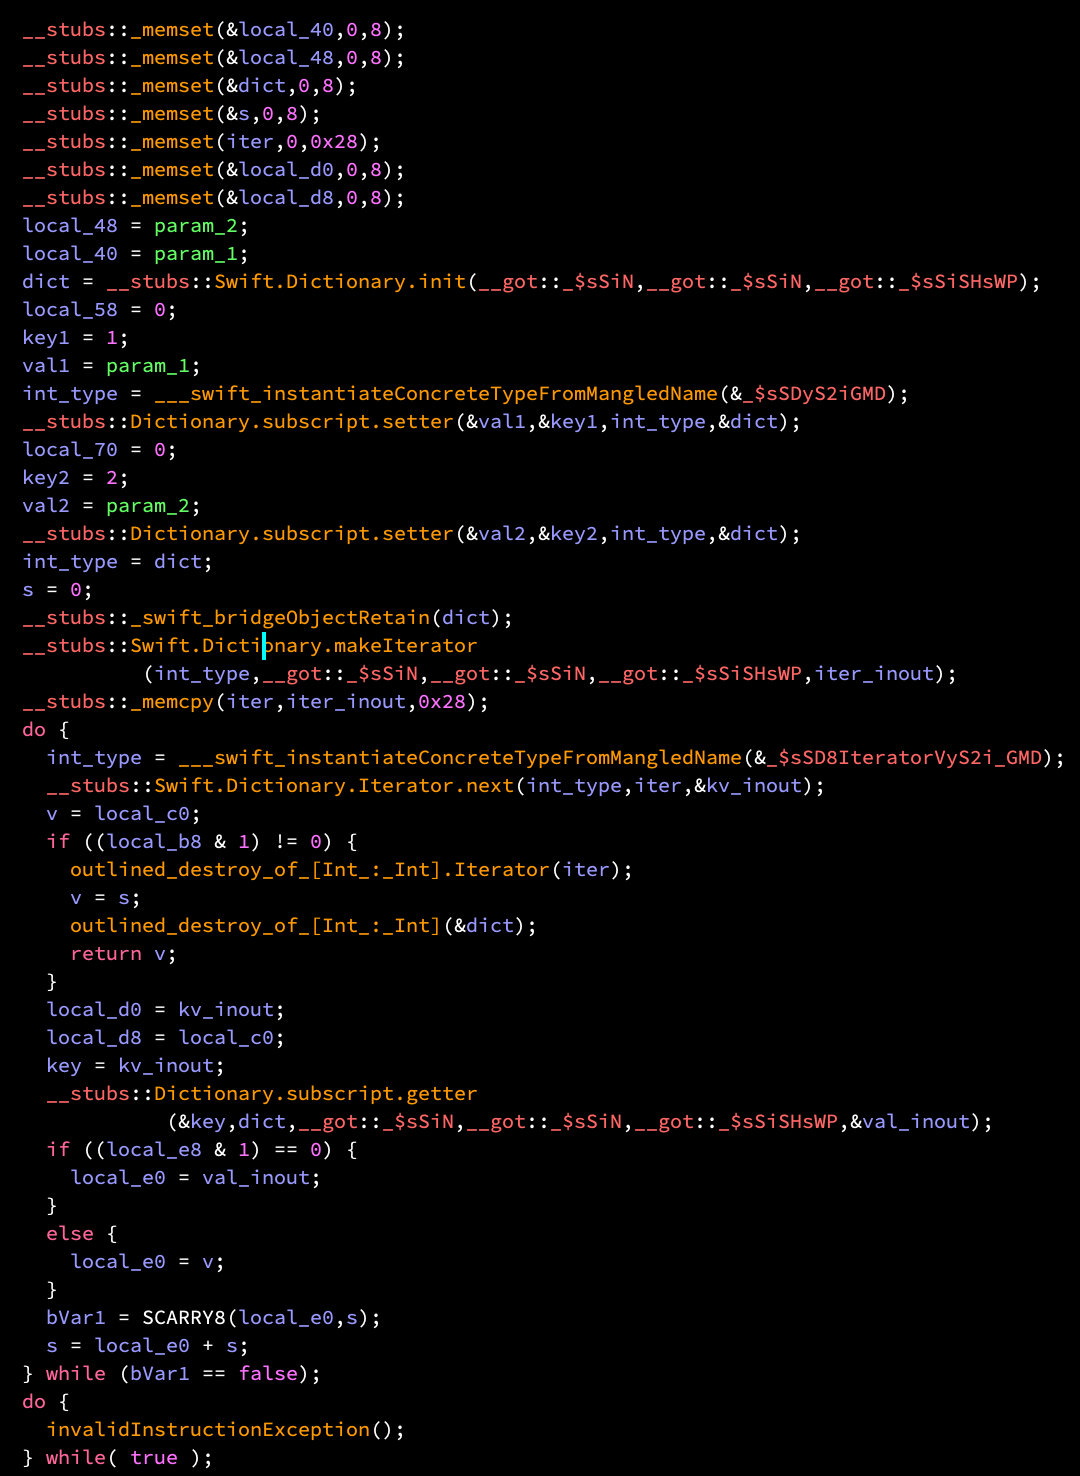 __stubs::_memset(&local_40,0,8);
__stubs::_memset(&local_48,0,8);
__stubs::_memset(&dict,0,8);
__stubs::_memset(&s,0,8);
__stubs::_memset(iter,0,0x28);
__stubs::_memset(&local_d0,0,8);
__stubs::_memset(&local_d8,0,8);
local_48 = param_2;
local_40 = param_1;
dict = __stubs::Swift.Dictionary.init(__got::_$sSiN,__got::_$sSiN,__got::_$sSiSHsWP);
local_58 = 0;
key1 = 1;
val1 = param_1;
int_type = ___swift_instantiateConcreteTypeFromMangledName(&_$sSDyS2iGMD);
__stubs::Dictionary.subscript.setter(&val1,&key1,int_type,&dict);
local_70 = 0;
key2 = 2;
val2 = param_2;
__stubs::Dictionary.subscript.setter(&val2,&key2,int_type,&dict);
int_type = dict;
s = 0;
__stubs::_swift_bridgeObjectRetain(dict);
__stubs::Swift.Dictionary.makeIterator
          (int_type,__got::_$sSiN,__got::_$sSiN,__got::_$sSiSHsWP,iter_inout);
__stubs::_memcpy(iter,iter_inout,0x28);
do {
  int_type = ___swift_instantiateConcreteTypeFromMangledName(&_$sSD8IteratorVyS2i_GMD);
  __stubs::Swift.Dictionary.Iterator.next(int_type,iter,&kv_inout);
  v = local_c0;
  if ((local_b8 & 1) != 0) {
    outlined_destroy_of_[Int_:_Int].Iterator(iter);
    v = s;
    outlined_destroy_of_[Int_:_Int](&dict);
    return v;
  }
  local_d0 = kv_inout;
  local_d8 = local_c0;
  key = kv_inout;
  __stubs::Dictionary.subscript.getter
            (&key,dict,__got::_$sSiN,__got::_$sSiN,__got::_$sSiSHsWP,&val_inout);
  if ((local_e8 & 1) == 0) {
    local_e0 = val_inout;
  }
  else {
    local_e0 = v;
  }
  bVar1 = SCARRY8(local_e0,s);
  s = local_e0 + s;
} while (bVar1 == false);
do {
  invalidInstructionException();
} while( true );